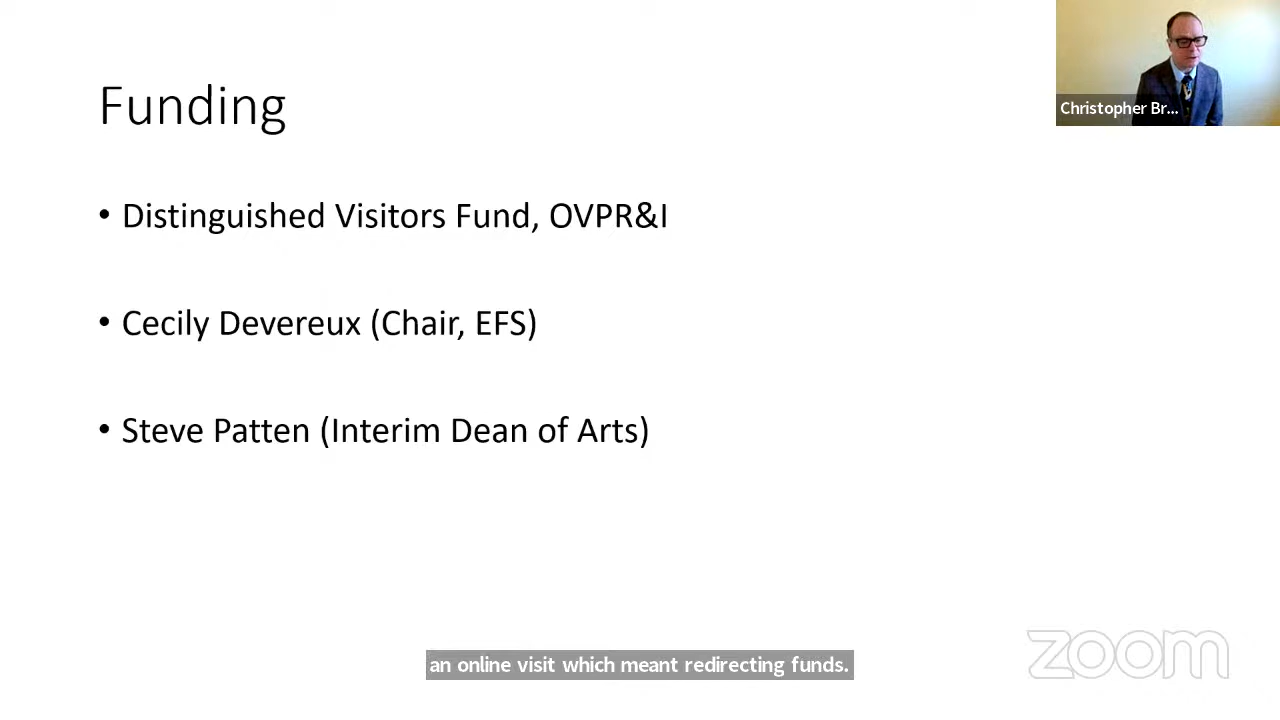 Funding
Christopher Br...
• Distinguished Visitors Fund, OVPR&I
• Cecily Devereux (Chair, EFS)
• Steve Patten (Interim Dean of Arts)
zoom
an online visit which meant redirecting funds.